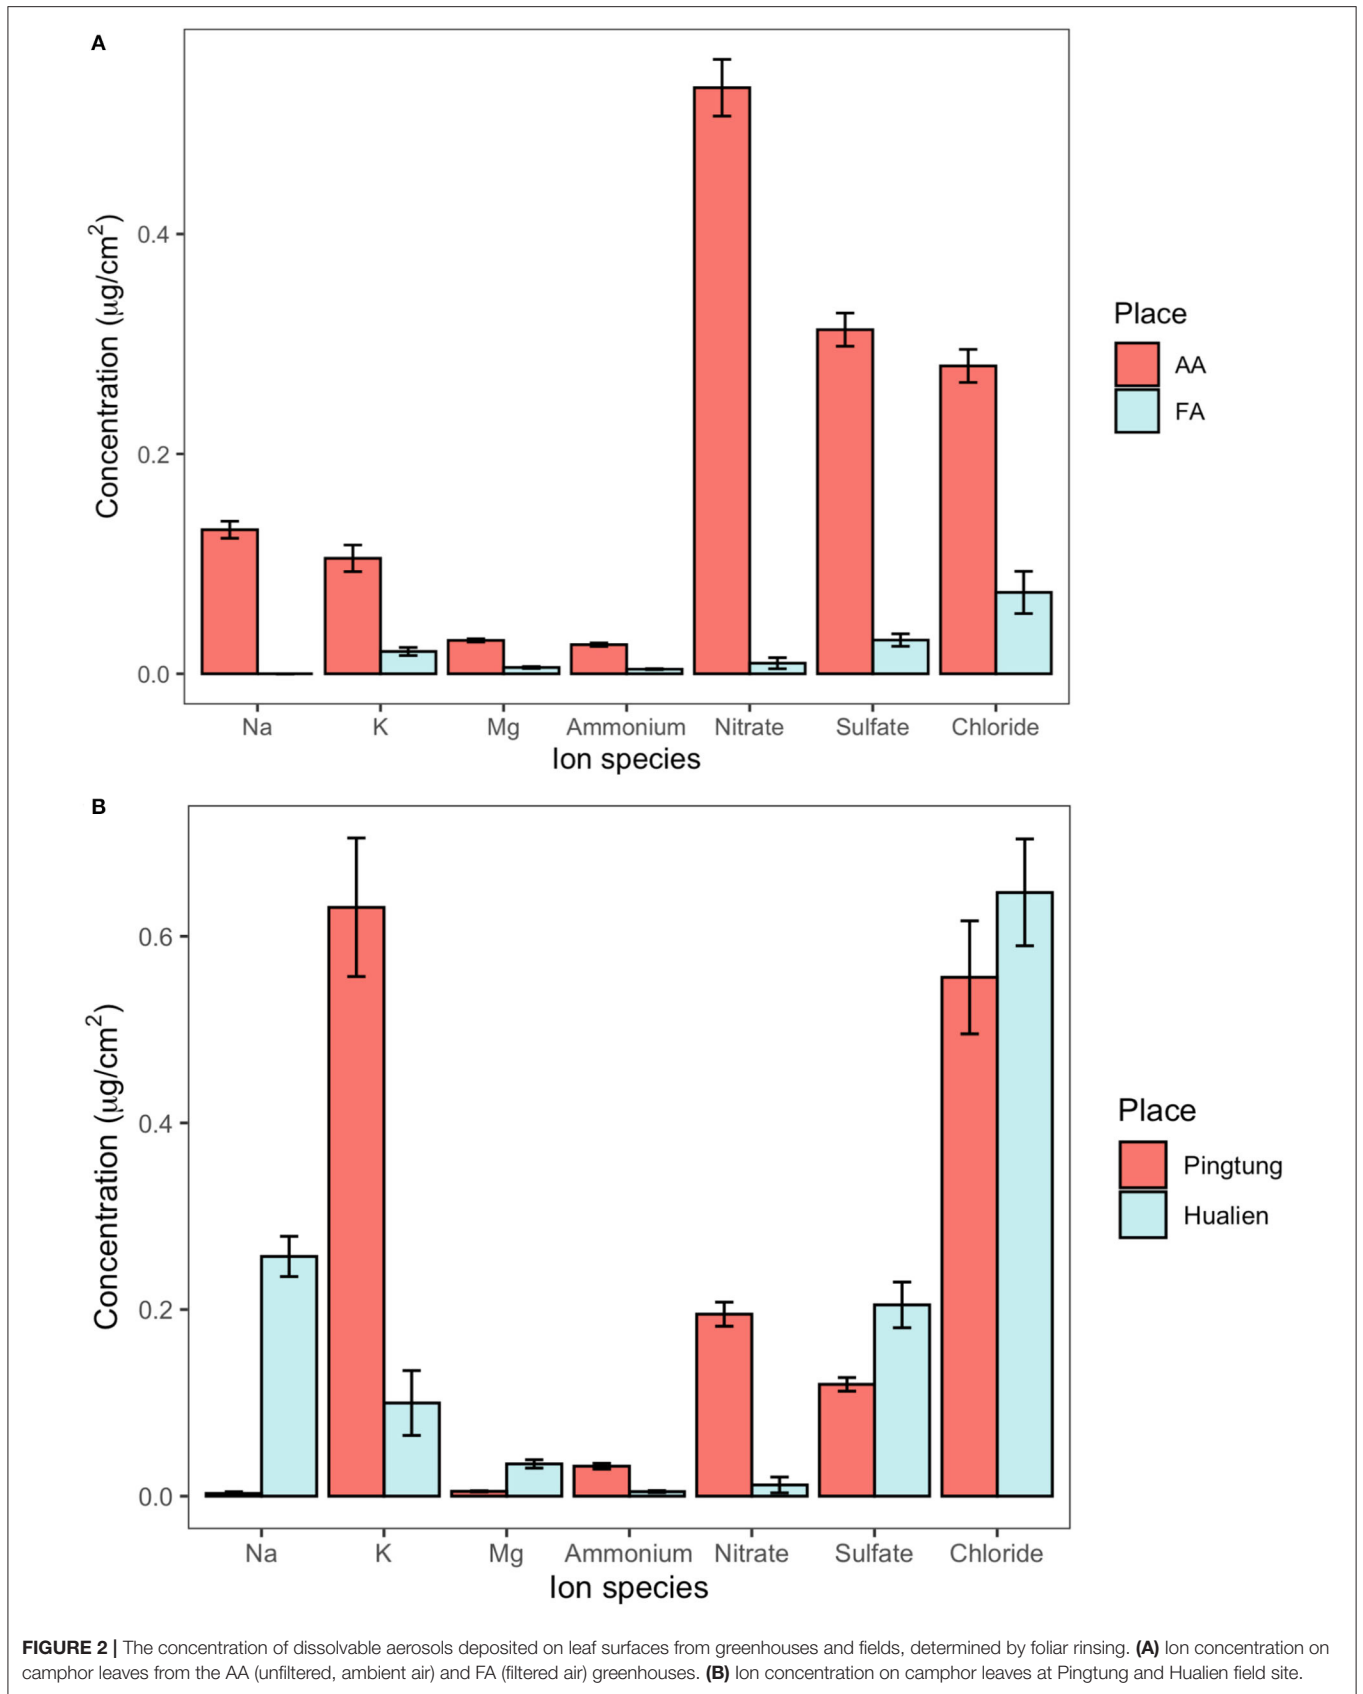 A
Concentration (μg/cm²)
0.4
0.2
0.0
Na K Mg Ammonium Nitrate Sulfate Chloride
Ion species
Place
AA
FA
B
Concentration (μg/cm²)
0.6
0.4
0.2
0.0
Na K Mg Ammonium Nitrate Sulfate Chloride
Ion species
Place
Pingtung
Hualien
FIGURE 2 | The concentration of dissolvable aerosols deposited on leaf surfaces from greenhouses and fields, determined by foliar rinsing. (A) Ion concentration on
camphor leaves from the AA (unfiltered, ambient air) and FA (filtered air) greenhouses. (B) Ion concentration on camphor leaves at Pingtung and Hualien field site.